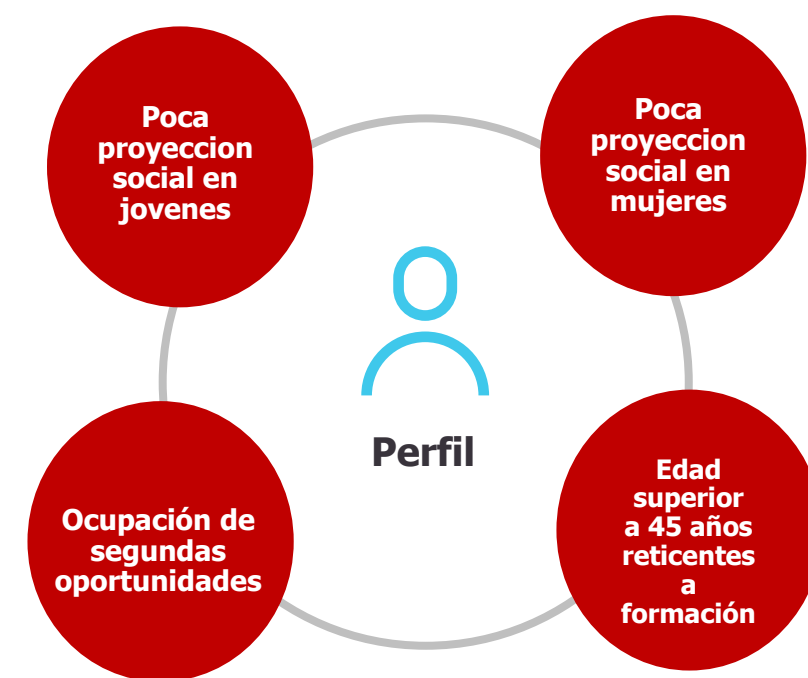 Poca
proyeccion
social en
jovenes
Poca
proyeccion
social en
mujeres
Perfil
Ocupación de
segundas
oportunidades
Edad
superior
a 45 años
reticentes
a
formación